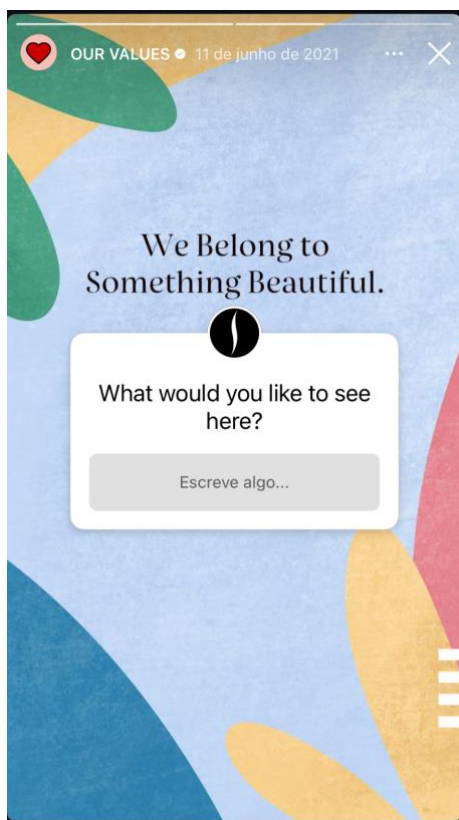 OUR VALUES 11 de junho de 2021
We Belong to
Something Beautiful.
What would you like to see
here?
Escreve algo...